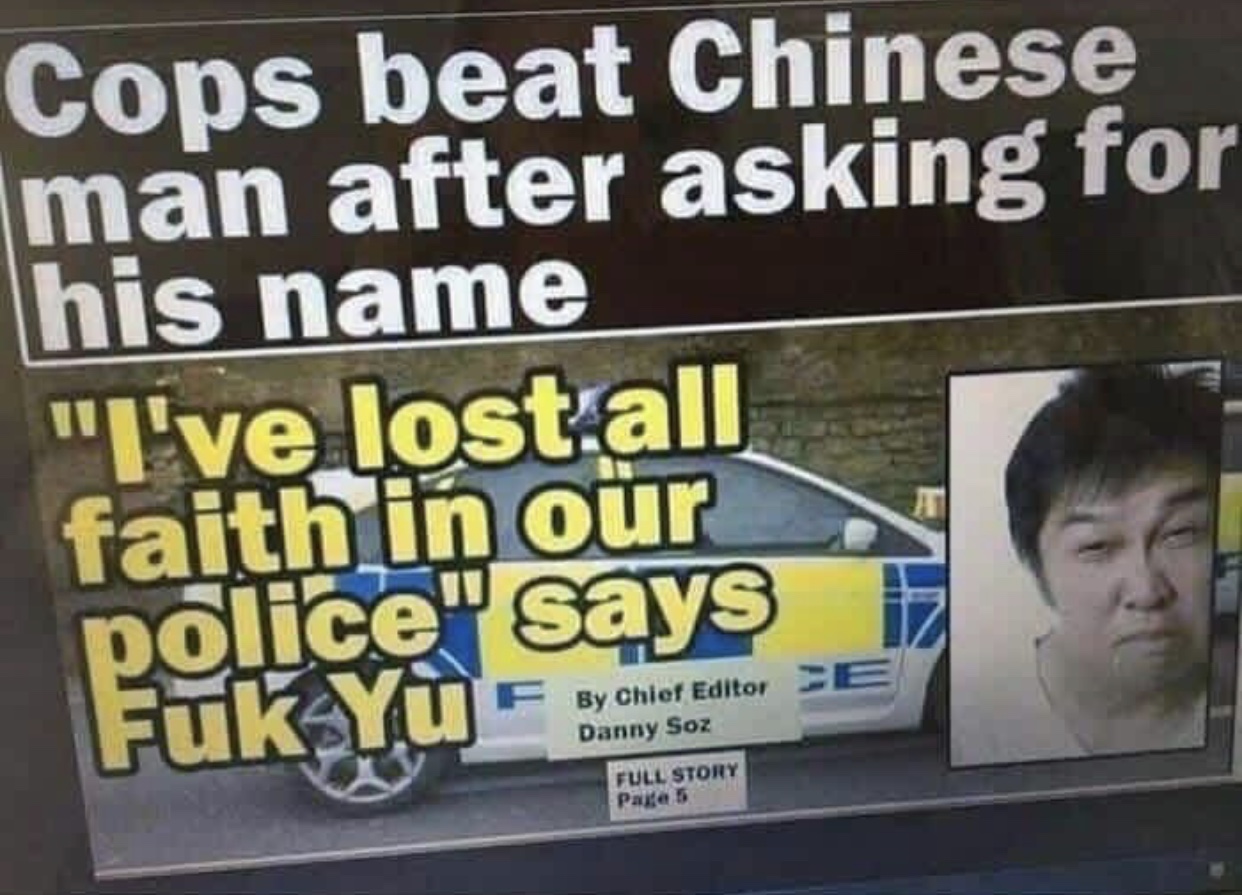 Cops beat Chinese
man after asking for
his name
"I've lost all
faith in our
police" says
Fuk Yu
By Chief Editor
Danny Soz
FULL STORY
Page 5